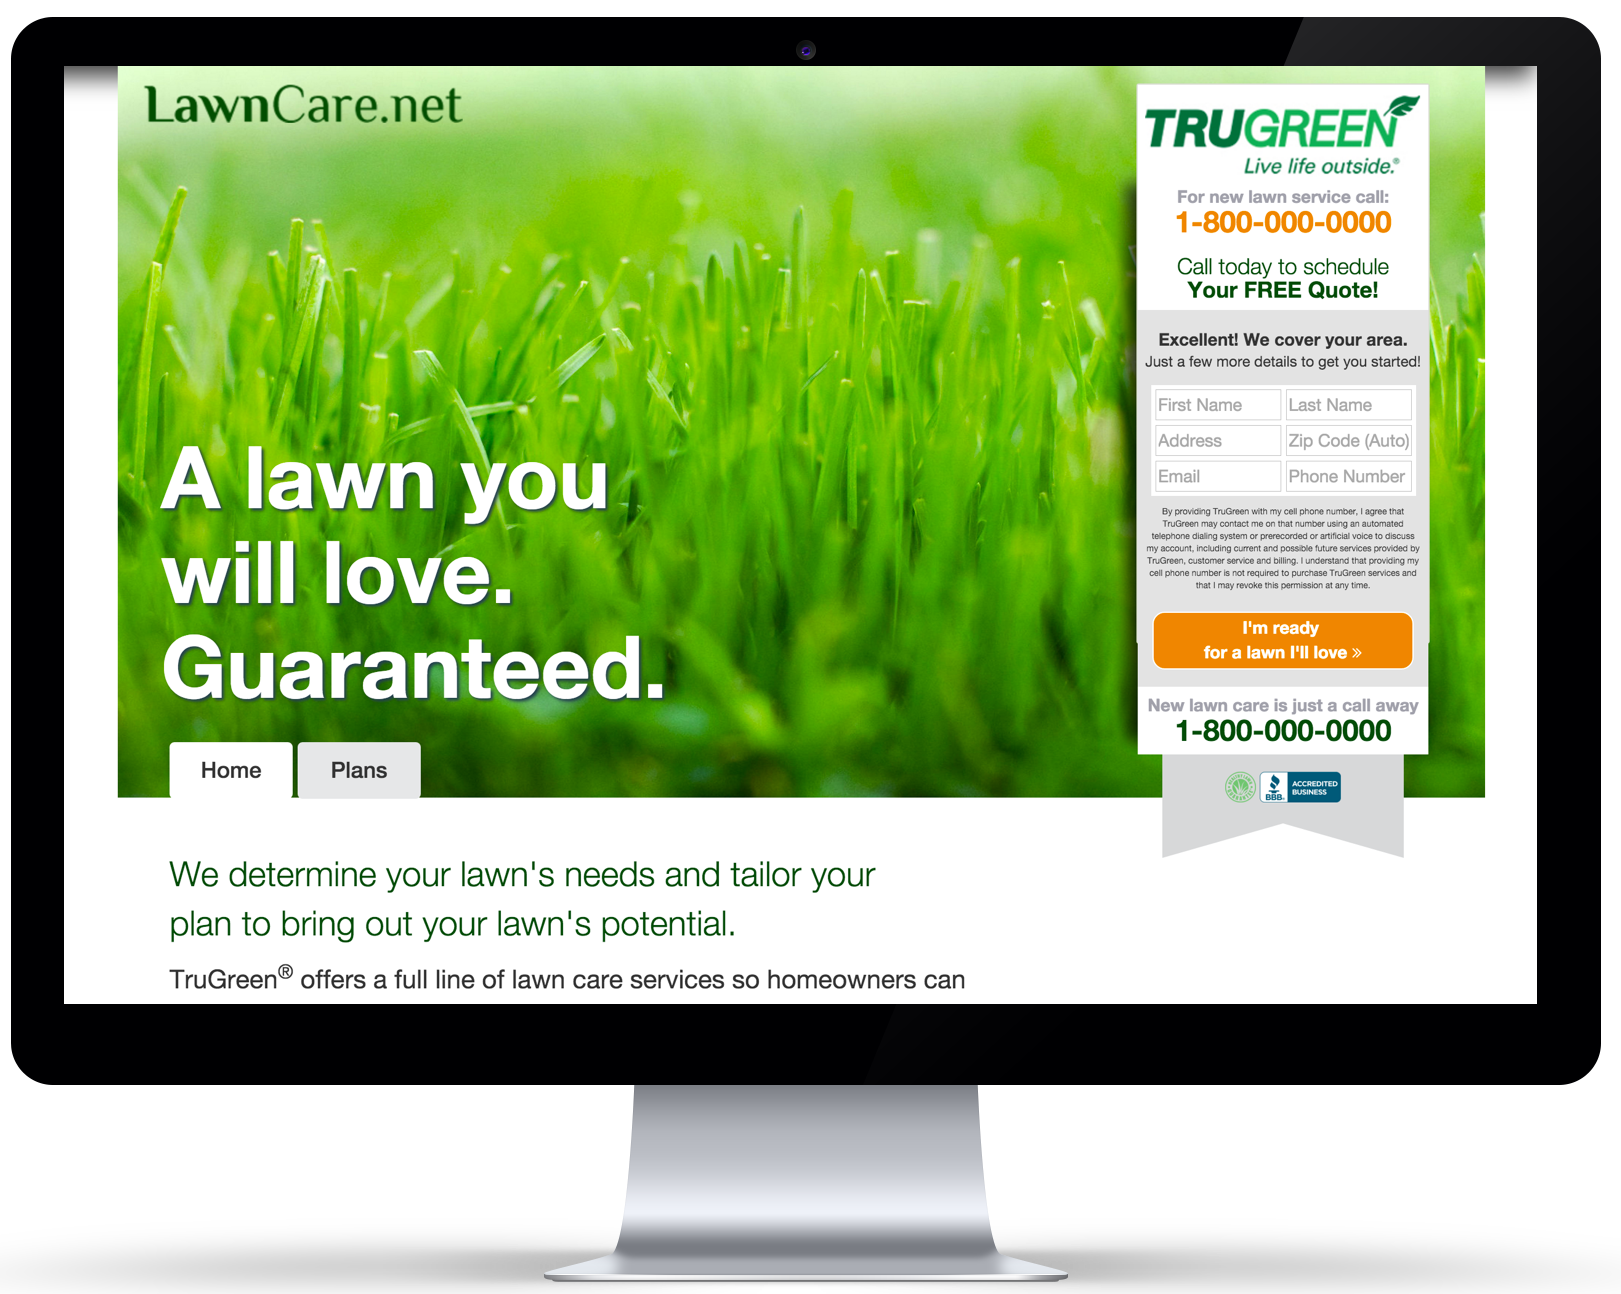 LawnCare.net
TRUGREEN
Live life outside.®
For new lawn service call:
1-800-000-0000
Call today to schedule
Your FREE Quote!
Excellent! We cover your area.
Just a few more details to get you started!
First Name Last Name
Address Zip Code (Auto)
Email Phone Number
By providing TruGreen with my cell phone number, I agree that
TruGreen may contact me on that number using an automated
telephone dialing system or prerecorded or artificial voice to discuss
my account, including current and possible future services provided by
TruGreen, customer service and billing. I understand that providing my
cell phone number is not required to purchase TruGreen services and
that I may revoke this permission at any time.
I'm ready
for a lawn I'll love »
New lawn care is just a call away
1-800-000-0000
BBB.
ACCREDITED
BUSINESS
A lawn you
will love.
Guaranteed.
Home Plans
We determine your lawn's needs and tailor your
plan to bring out your lawn's potential.
TruGreen® offers a full line of lawn care services so homeowners can